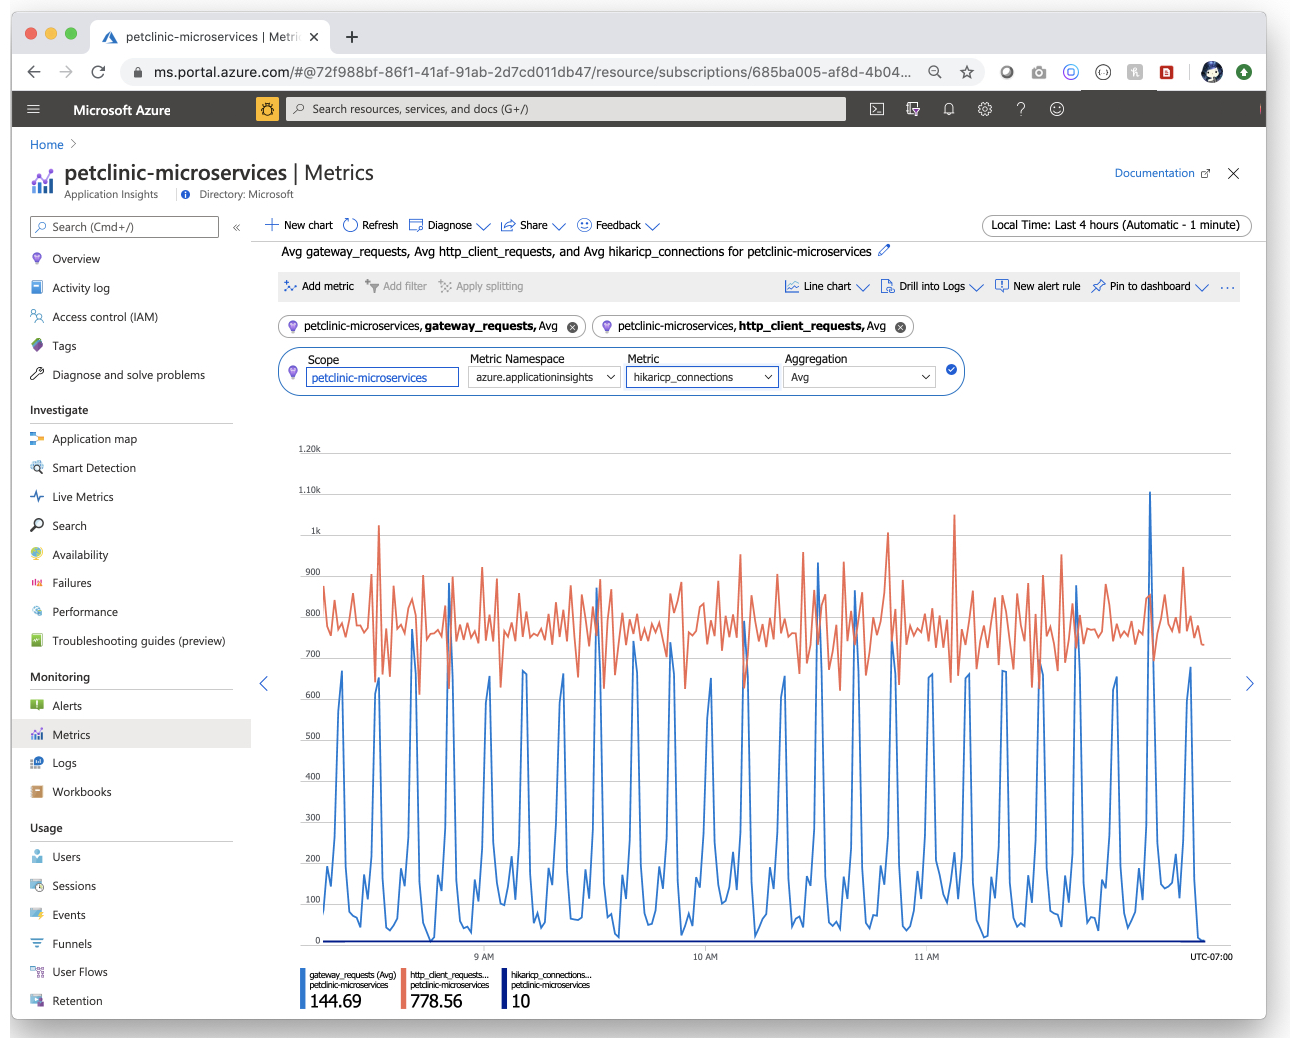 petclinic-microservices | Metric
ms.portal.azure.com/#@72f988bf-86f1-41af-91ab-2d7cd011db47/resource/subscriptions/685ba005-af8d-4b04...
Microsoft Azure
Search resources, services, and docs (G+/)
Home
petclinic-microservices | Metrics
Application Insights
Directory: Microsoft
Documentation
Search (Cmd+/)
Overview
Activity log
Access control (IAM)
Tags
Diagnose and solve problems
Investigate
Application map
Smart Detection
Live Metrics
Search
Availability
Failures
Performance
Troubleshooting guides (preview)
Monitoring
Alerts
Metrics
Logs
Workbooks
Usage
Users
Sessions
Events
Funnels
User Flows
Retention
New chart
Refresh
Diagnose
Share
Feedback
Local Time: Last 4 hours (Automatic - 1 minute)
Avg gateway_requests, Avg http_client_requests, and Avg hikaricp_connections for petclinic-microservices
Add metric
Add filter
Apply splitting
Line chart
Drill into Logs
New alert rule
Pin to dashboard
petclinic-microservices, gateway_requests, Avg
petclinic-microservices, http_client_requests, Avg
Scope
petclinic-microservices
Metric Namespace
azure.applicationinsights
Metric
hikaricp_connections
Aggregation
Avg
1.20k
1.10k
1k
900
800
700
600
500
400
300
200
100
0
9 AM
10 AM
11 AM
UTC-07:00
gateway_requests (Avg)
petclinic-microservices
144.69
http_client_requests...
petclinic-microservices
778.56
hikaricp_connections...
petclinic-microservices
10